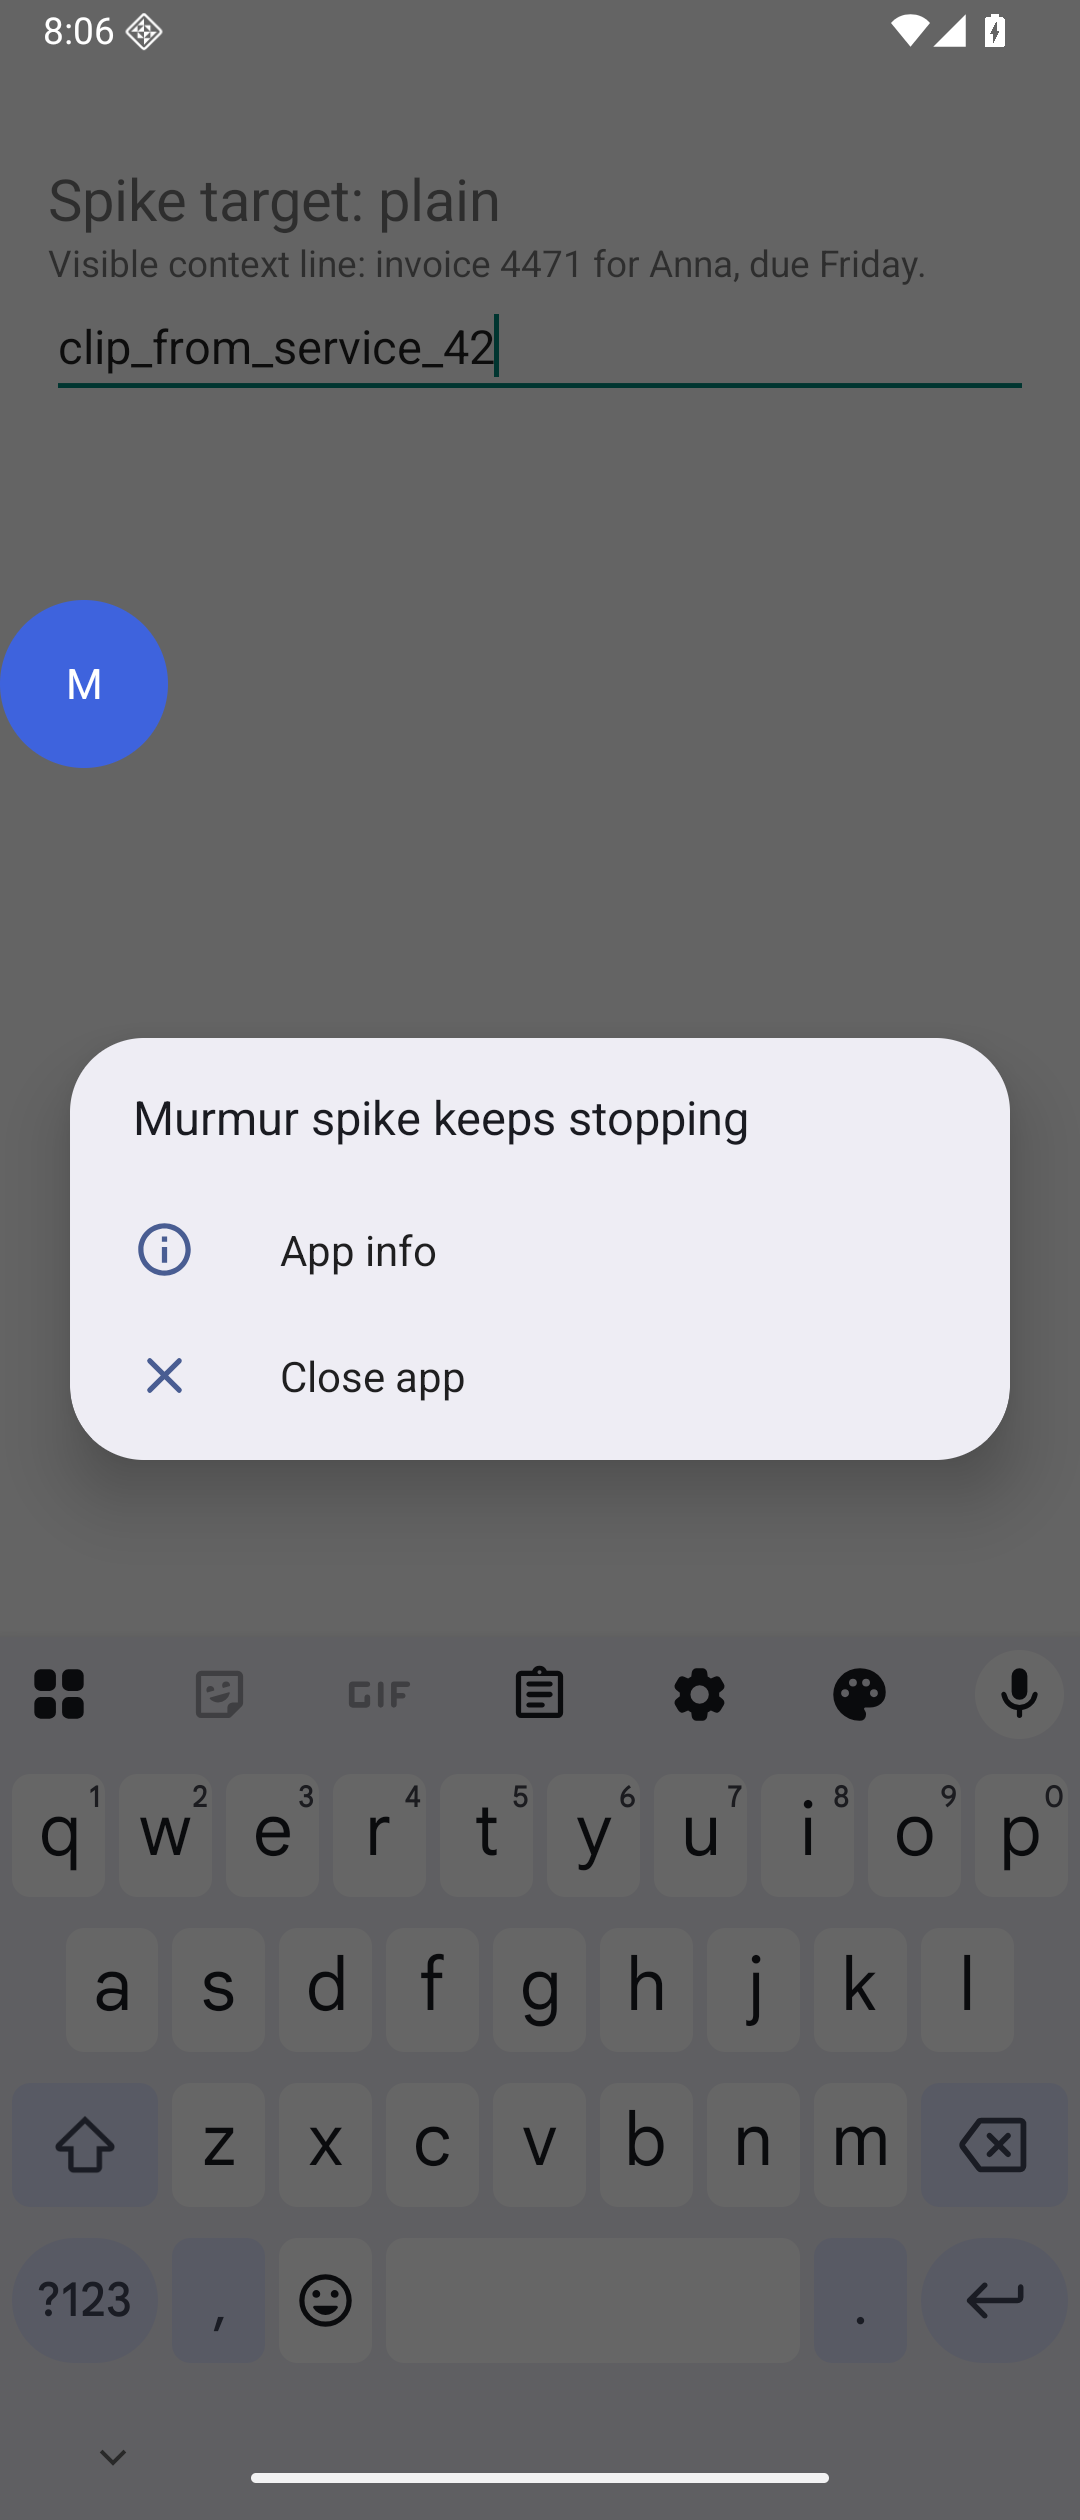 8:06
Spike target: plain
Visible context line: invoice 4471 for Anna, due Friday.
clip_from_service_42
M
Murmur spike keeps stopping
App info
Close app
GIF
q1 w2 e3 r4 t5 y6 u7 i8 o9 p0
a s d f g h j k l
z x c v b n m
?123 , .